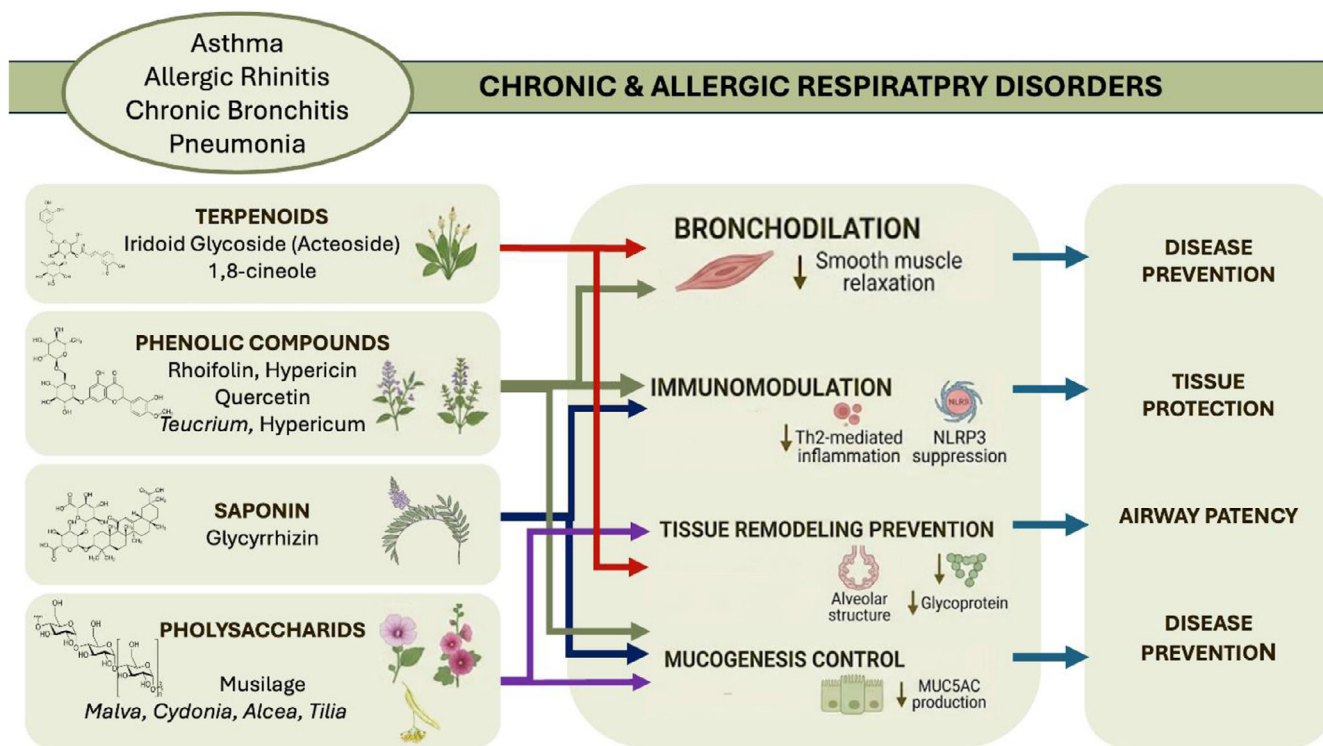 Asthma
Allergic Rhinitis
Chronic Bronchitis
Pneumonia
CHRONIC & ALLERGIC RESPIRATPRY DISORDERS
TERPENOIDS
Iridoid Glycoside (Acteoside)
1,8-cineole
PHENOLIC COMPOUNDS
Rhoifolin, Hypericin
Quercetin
Teucrium, Hypericum
SAPONIN
Glycyrrhizin
PHOLYSACCHARIDS
Musilage
Malva, Cydonia, Alcea, Tilia
BRONCHODILATION
Smooth muscle
relaxation
IMMUNOMODULATION
Th2-mediated
inflammation
NLRP3
suppression
TISSUE REMODELING PREVENTION
Alveolar
structure
Glycoprotein
MUCOGENESIS CONTROL
MUC5AC
production
DISEASE
PREVENTION
TISSUE
PROTECTION
AIRWAY PATENCY
DISEASE
PREVENTION